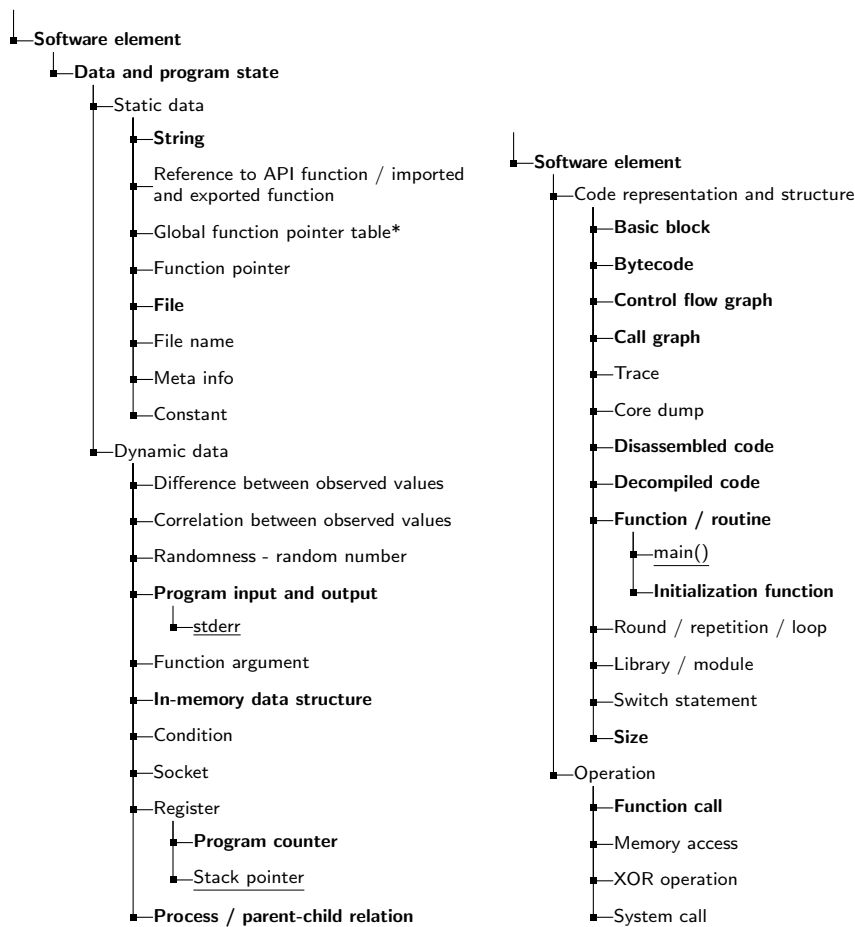 Software element
Data and program state
Static data
String
Reference to API function / imported
and exported function
Global function pointer table*
Function pointer
File
File name
Meta info
Constant
Dynamic data
Difference between observed values
Correlation between observed values
Randomness - random number
Program input and output
stderr
Function argument
In-memory data structure
Condition
Socket
Register
Program counter
Stack pointer
Process / parent-child relation
Software element
Code representation and structure
Basic block
Bytecode
Control flow graph
Call graph
Trace
Core dump
Disassembled code
Decompiled code
Function / routine
main()
Initialization function
Round / repetition / loop
Library / module
Switch statement
Size
Operation
Function call
Memory access
XOR operation
System call